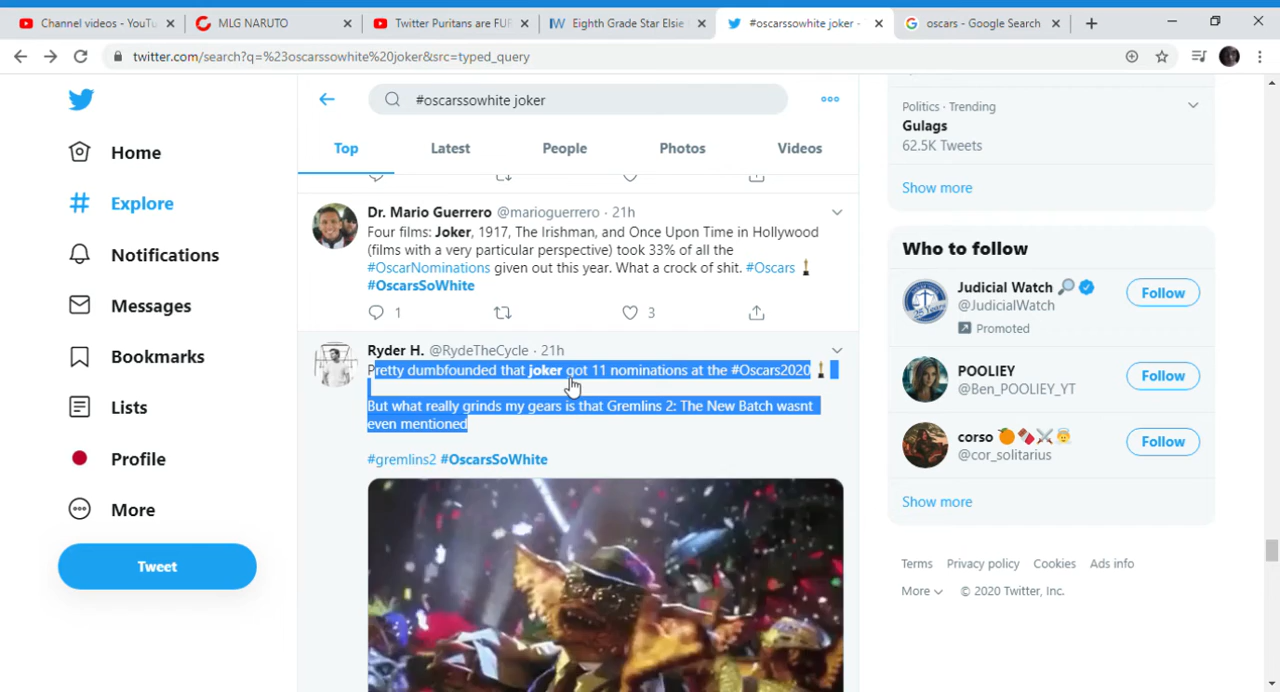 Channel videos - YouTu
MLG NARUTO
Twitter Puritans are FUR
Eighth Grade Star Elsie
#oscarssowhite joker -
oscars - Google Search
twitter.com/search?q=%23oscarssowhite%20joker&src=typed_query
#oscarssowhite joker
Home
Explore
Notifications
Messages
Bookmarks
Lists
Profile
More
Tweet
Top
Latest
People
Photos
Videos
Dr. Mario Guerrero @marioguerrero · 21h
Four films: Joker, 1917, The Irishman, and Once Upon Time in Hollywood
(films with a very particular perspective) took 33% of all the
#OscarNominations given out this year. What a crock of shit. #Oscars
#OscarsSoWhite
1
3
Ryder H. @RydeTheCycle · 21h
Pretty dumbfounded that joker got 11 nominations at the #Oscars2020
But what really grinds my gears is that Gremlins 2: The New Batch wasnt
even mentioned
#gremlins2 #OscarsSoWhite
Politics · Trending
Gulags
62.5K Tweets
Show more
Who to follow
Judicial Watch
@JudicialWatch
Promoted
Follow
POOLIEY
@Ben_POOLIEY_YT
Follow
corso
@cor_solitarius
Follow
Show more
Terms Privacy policy Cookies Ads info
More © 2020 Twitter, Inc.